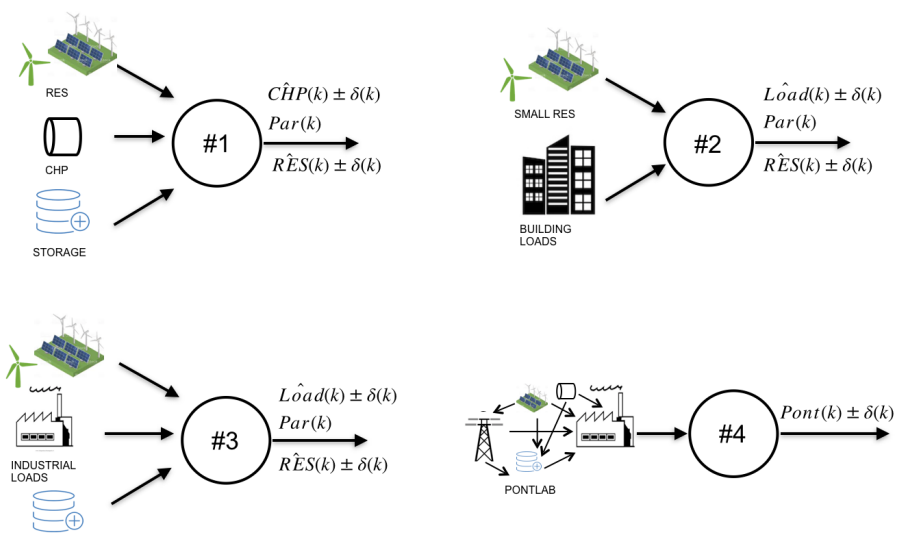 RES
CHP
STORAGE
#1
CĤP(k) ± δ(k)
Par(k)
RÊS(k) ± δ(k)
SMALL RES
BUILDING
LOADS
#2
Lôad(k) ± δ(k)
Par(k)
RÊS(k) ± δ(k)
INDUSTRIAL
LOADS
#3
Lôad(k) ± δ(k)
Par(k)
RÊS(k) ± δ(k)
PONTLAB
#4
Pont(k) ± δ(k)